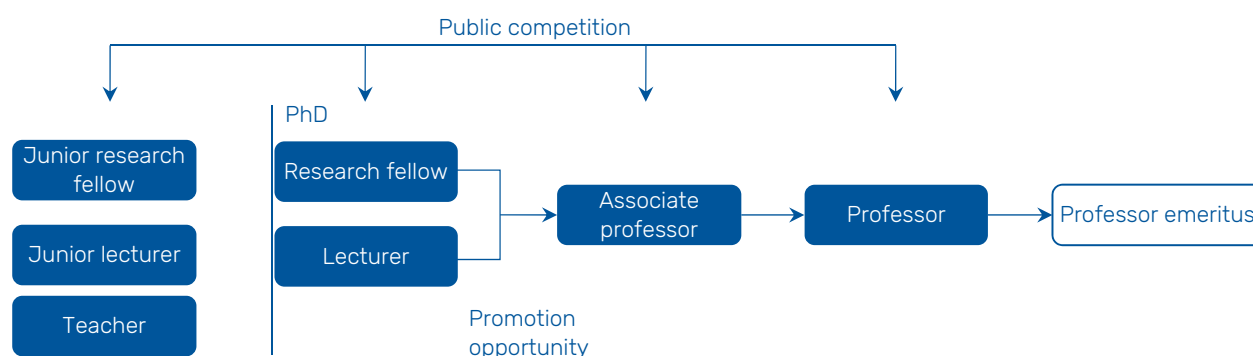 Public competition
PhD
Junior research
fellow
Research fellow
Associate
professor
Professor
Professor emeritus
Junior lecturer
Lecturer
Teacher
Promotion
opportunity